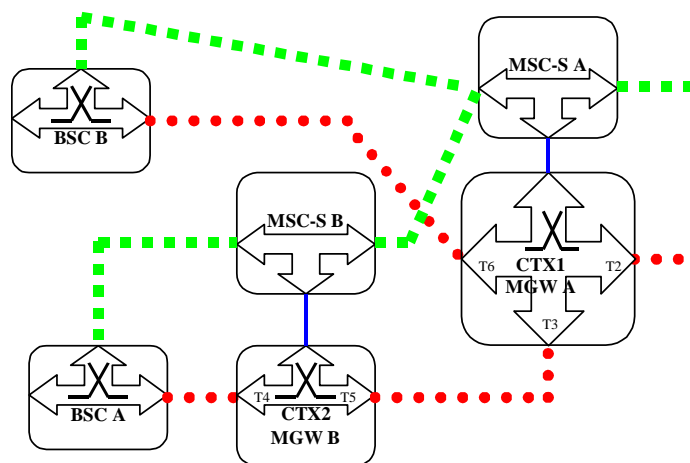 MSC-S A
BSC B
MSC-S B
T6
CTX1
T2
MGW A
T3
T4
T5
BSC A
CTX2
MGW B